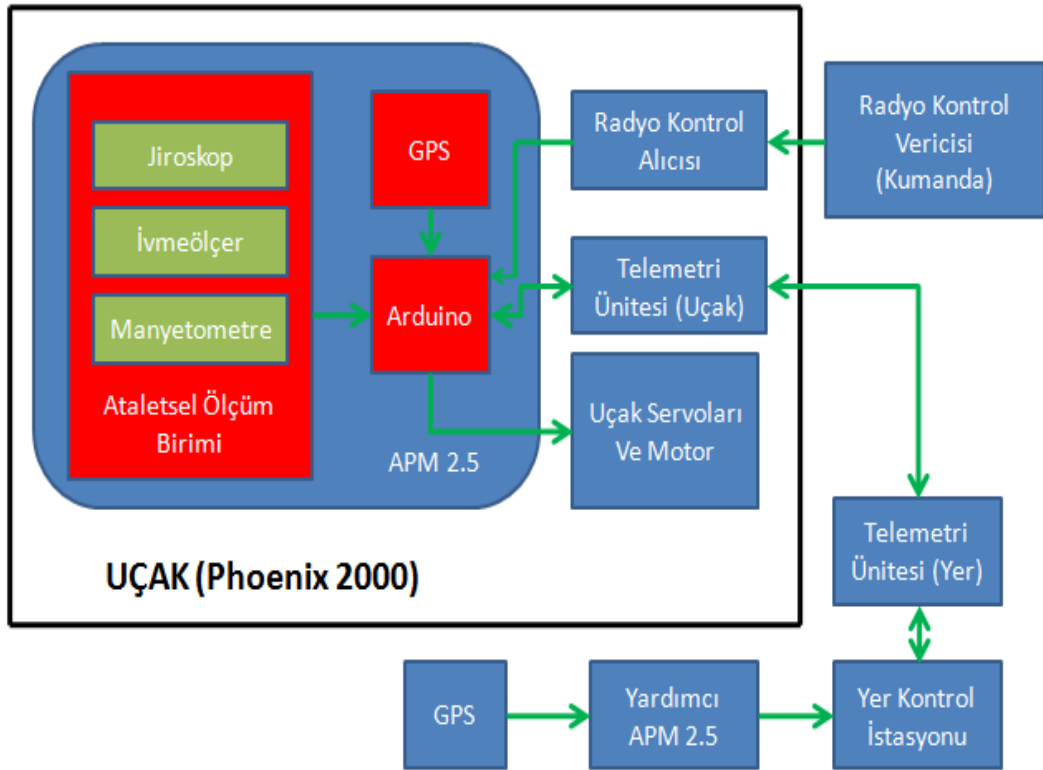 Jiroskop
İvmeölçer
Manyetometre
Ataletsel Ölçüm
Birimi
GPS
Arduino
APM 2.5
Radyo Kontrol
Alıcısı
Telemetri
Ünitesi (Uçak)
Uçak Servoları
Ve Motor
UÇAK (Phoenix 2000)
Radyo Kontrol
Vericisi
(Kumanda)
Telemetri
Ünitesi (Yer)
GPS
Yardımcı
APM 2.5
Yer Kontrol
İstasyonu